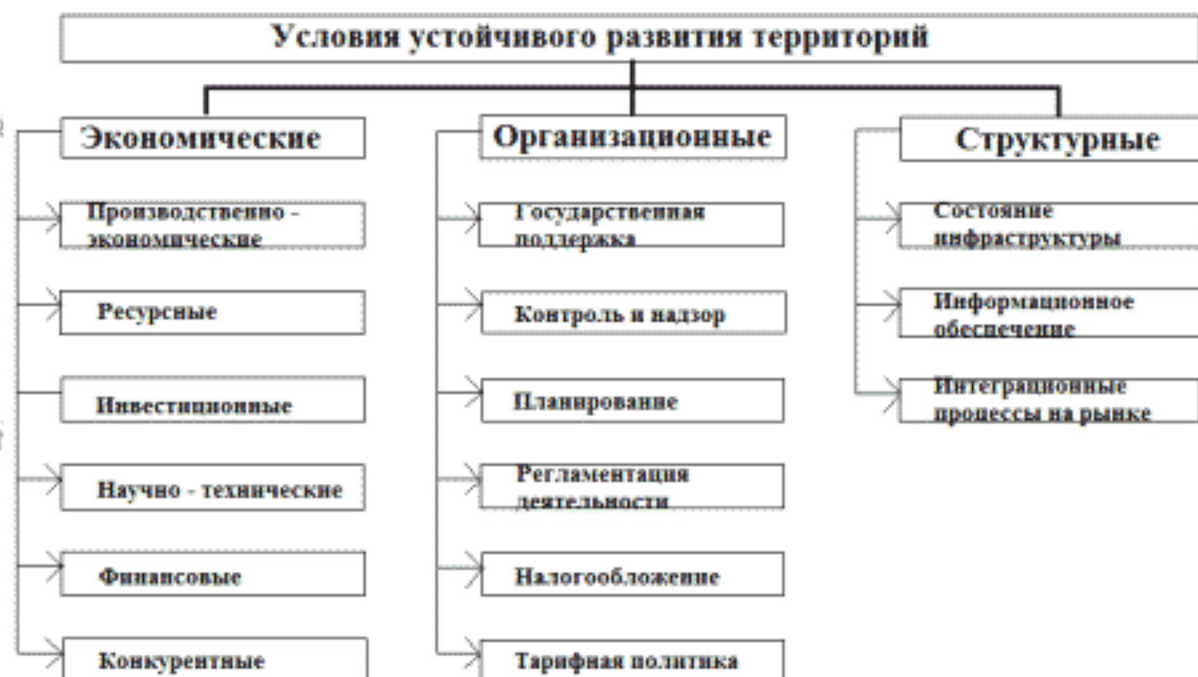 Условия устойчивого развития территорий
Экономические
Производственно -
экономические
Ресурсные
Инвестиционные
Научно - технические
Финансовые
Конкурентные
Организационные
Государственная
поддержка
Контроль и надзор
Планирование
Регламентация
деятельности
Налогообложение
Тарифная политика
Структурные
Состояние
инфраструктуры
Информационное
обеспечение
Интеграционные
процессы на рынке